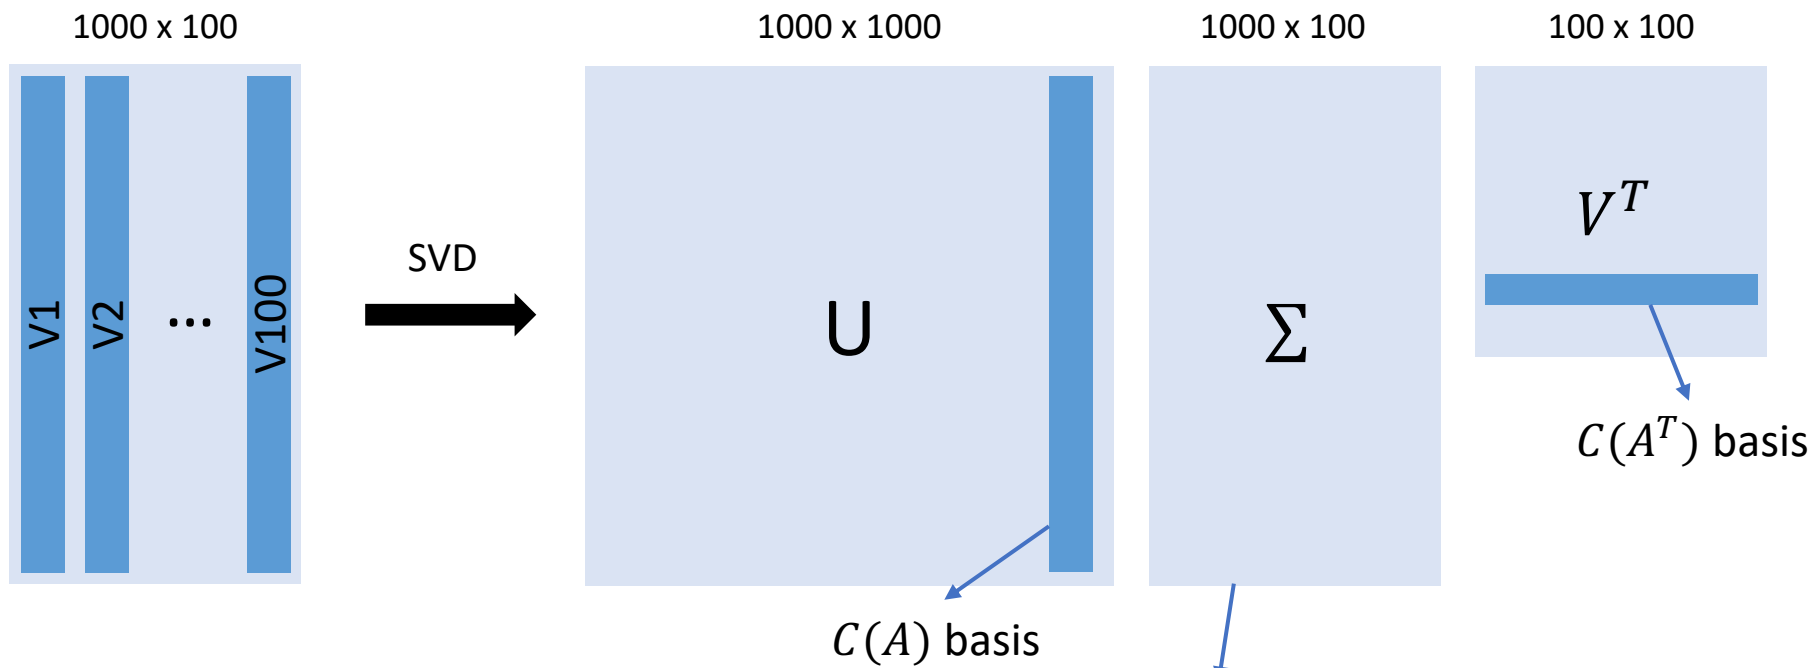 1000 x 100
1000 x 1000
1000 x 100
100 x 100
V1
V2
...
V100
SVD
U
Σ
V^T
C(A) basis
C(A^T) basis